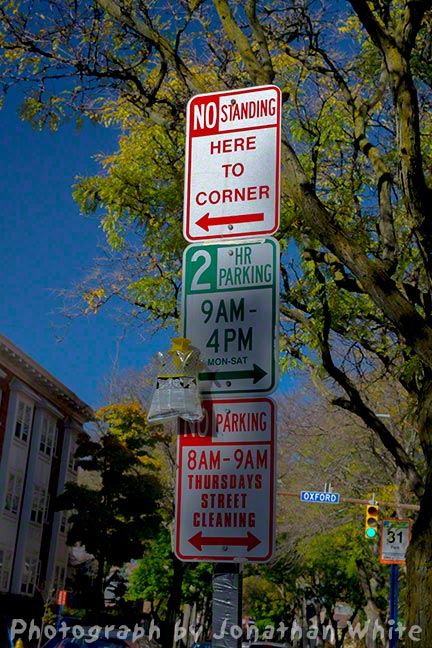 NO STANDING
HERE
TO
CORNER
2 HR
PARKING
9AM-
4PM
MON-SAT
NO PARKING
8AM-9AM
THURSDAYS
STREET
CLEANING
OXFORD
31
Park
Photograph by Jonathan White